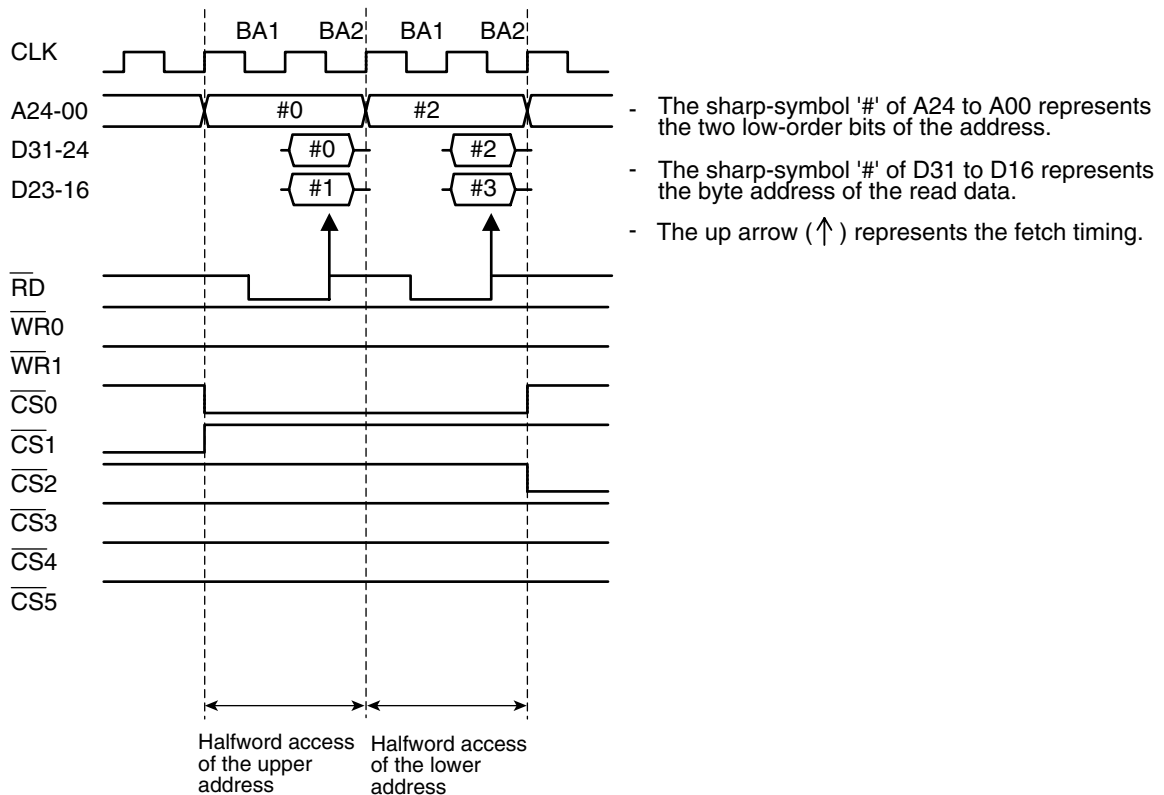 BA1 BA2 BA1 BA2
CLK
A24-00 #0 #2
D31-24 #0 #2
D23-16 #1 #3
RD
WR0
WR1
CS0
CS1
CS2
CS3
CS4
CS5
Halfword access
of the upper
address
Halfword access
of the lower
address
- The sharp-symbol '#' of A24 to A00 represents
the two low-order bits of the address.
- The sharp-symbol '#' of D31 to D16 represents
the byte address of the read data.
- The up arrow (↑) represents the fetch timing.